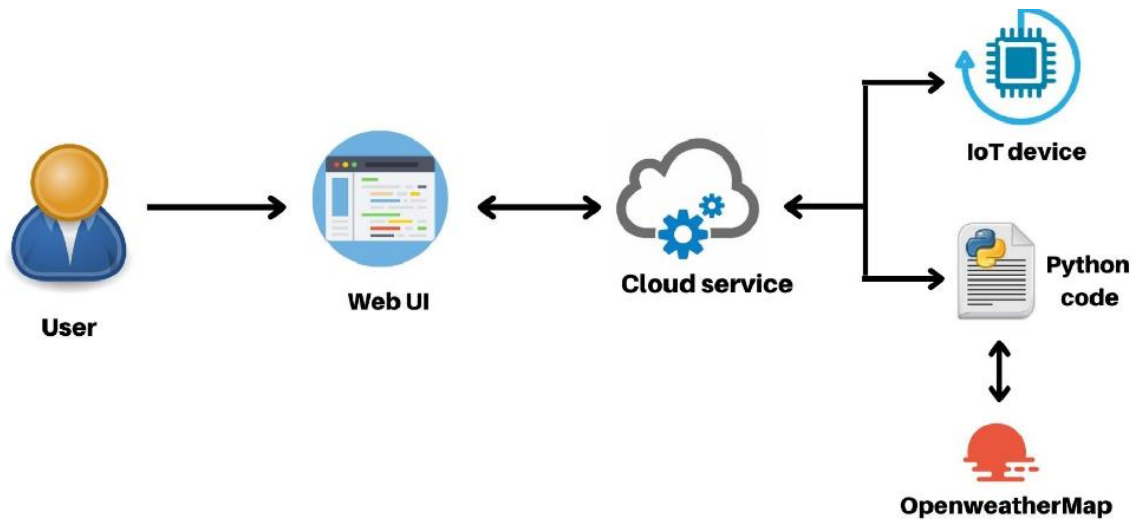 User
Web UI
Cloud service
IoT device
Python
code
OpenweatherMap